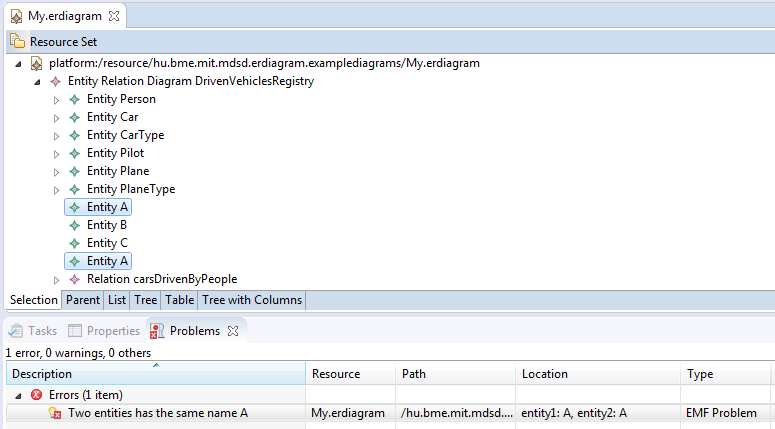 My.erdiagram
Resource Set
platform:/resource/hu.bme.mit.mdsd.erdiagram.examplediagrams/My.erdiagram
Entity Relation Diagram DrivenVehiclesRegistry
Entity Person
Entity Car
Entity CarType
Entity Pilot
Entity Plane
Entity PlaneType
Entity A
Entity B
Entity C
Entity A
Relation carsDrivenByPeople
Selection Parent List Tree Table Tree with Columns
Tasks Properties Problems
1 error, 0 warnings, 0 others
Description Resource Path Location Type
Errors (1 item)
Two entities has the same name A My.erdiagram /hu.bme.mit.mdsd.... entity1: A, entity2: A EMF Problem